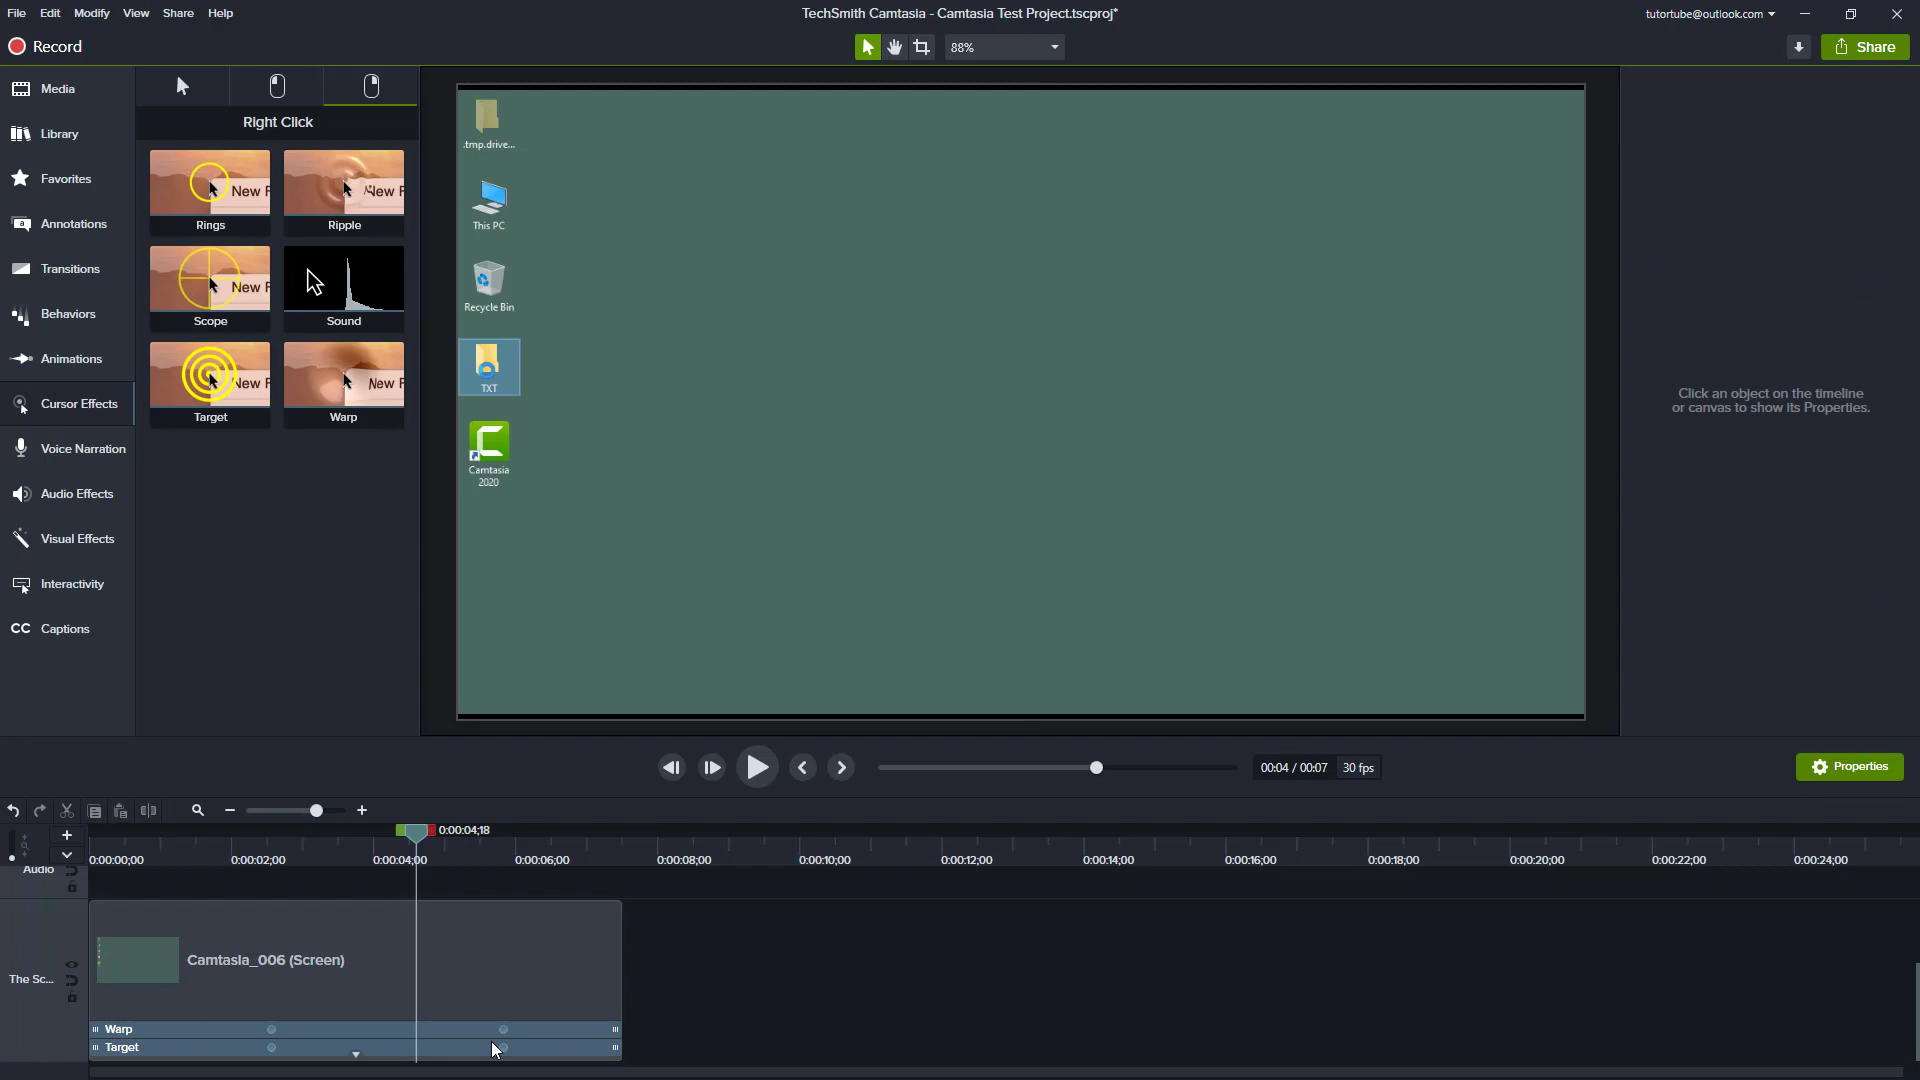 File Edit Modify View Share Help
TechSmith Camtasia - Camtasia Test Project.tscproj*
tutortube@outlook.com
Record
88%
Share
Media
Library
Favorites
Annotations
Transitions
Behaviors
Animations
Cursor Effects
Voice Narration
Audio Effects
Visual Effects
Interactivity
CC Captions
Right Click
New F
Rings
New F
Ripple
New F
Scope
Sound
New F
Target
New F
Warp
.tmp.drive...
This PC
Recycle Bin
TXT
Camtasia
2020
Click an object on the timeline
or canvas to show its Properties.
00:04 / 00:07 30 fps
Properties
0:00:04;18
0:00:00;00 0:00:02;00 0:00:04;00 0:00:06;00 0:00:08;00 0:00:10;00 0:00:12;00 0:00:14;00 0:00:16;00 0:00:18;00 0:00:20;00 0:00:22;00 0:00:24;00
Audio
The Sc...
Camtasia_006 (Screen)
Warp
Target